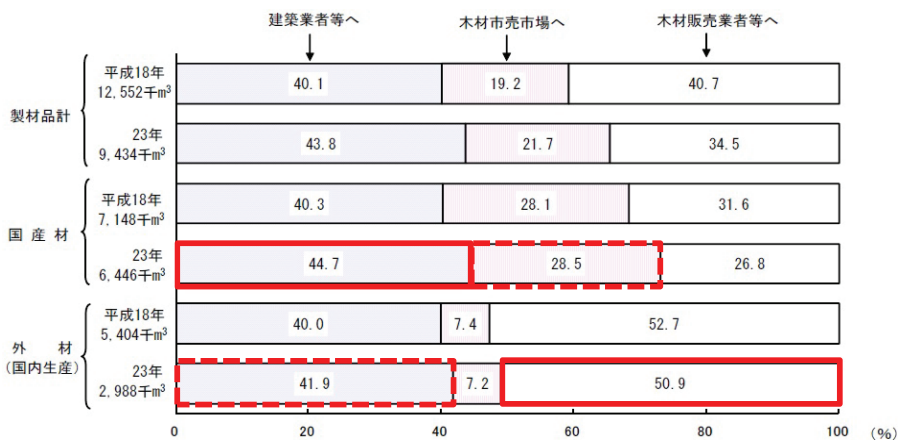 建築業者等へ 木材市売市場へ 木材販売業者等へ
製材品計
平成18年
12,552千m³
40.1 19.2 40.7
23年
9,434千m³
43.8 21.7 34.5
国産材
平成18年
7,148千m³
40.3 28.1 31.6
23年
6,446千m³
44.7 28.5 26.8
外材
(国内生産)
平成18年
5,404千m³
40.0 7.4 52.7
23年
2,988千m³
41.9 7.2 50.9
0 20 40 60 80 100 (%)